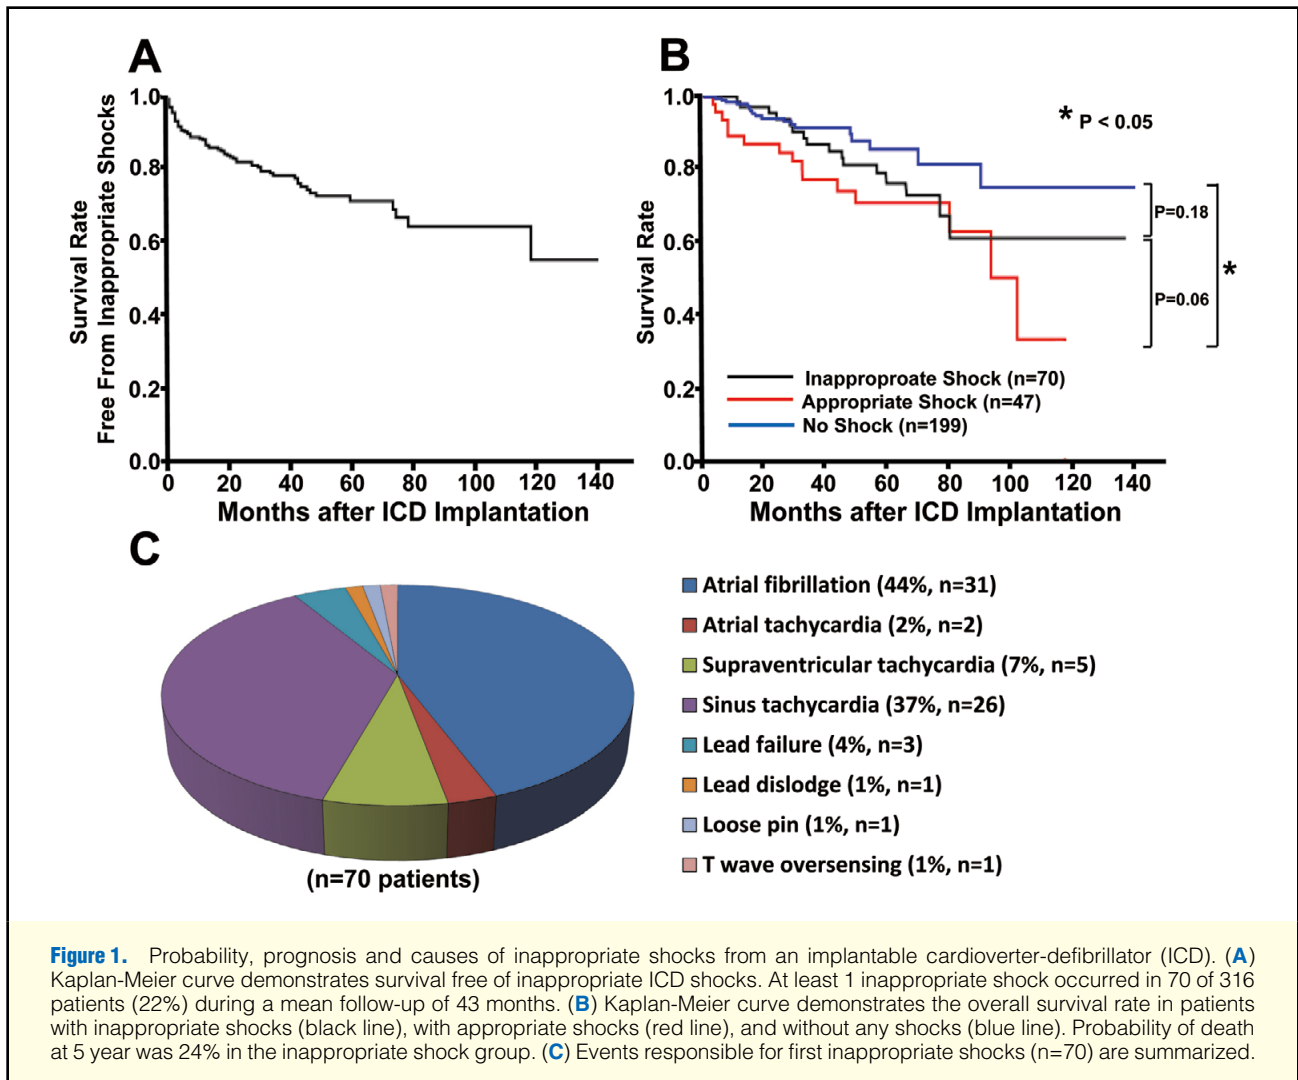 A
Survival Rate
Free From Inappropriate Shocks
1.0
0.8
0.6
0.4
0.2
0.0
0 20 40 60 80 100 120 140
Months after ICD Implantation
B
Survival Rate
1.0
0.8
0.6
0.4
0.2
0.0
* P < 0.05
P=0.18
P=0.06
*
Inapproproate Shock (n=70)
Appropriate Shock (n=47)
No Shock (n=199)
0 20 40 60 80 100 120 140
Months after ICD Implantation
C
(n=70 patients)
Atrial fibrillation (44%, n=31)
Atrial tachycardia (2%, n=2)
Supraventricular tachycardia (7%, n=5)
Sinus tachycardia (37%, n=26)
Lead failure (4%, n=3)
Lead dislodge (1%, n=1)
Loose pin (1%, n=1)
T wave oversensing (1%, n=1)
Figure 1. Probability, prognosis and causes of inappropriate shocks from an implantable cardioverter-defibrillator (ICD). (A)
Kaplan-Meier curve demonstrates survival free of inappropriate ICD shocks. At least 1 inappropriate shock occurred in 70 of 316
patients (22%) during a mean follow-up of 43 months. (B) Kaplan-Meier curve demonstrates the overall survival rate in patients
with inappropriate shocks (black line), with appropriate shocks (red line), and without any shocks (blue line). Probability of death
at 5 year was 24% in the inappropriate shock group. (C) Events responsible for first inappropriate shocks (n=70) are summarized.